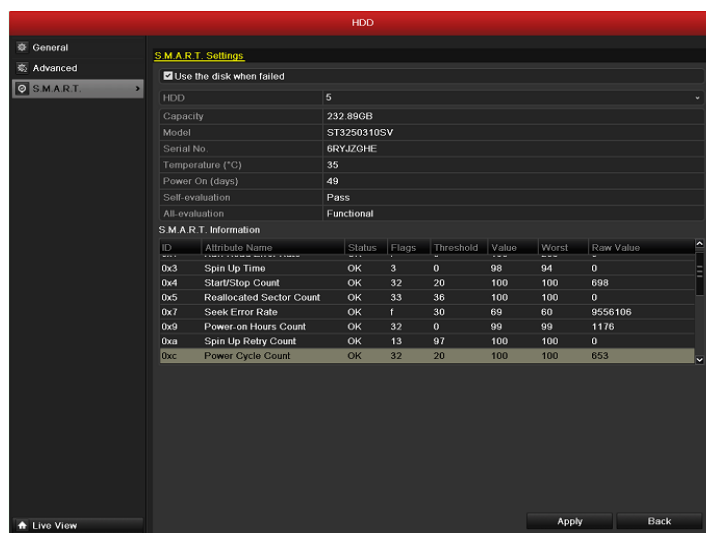 HDD
General
Advanced
S.M.A.R.T.
S.M.A.R.T. Settings
Use the disk when failed
HDD 5
Capacity 232.89GB
Model ST3250310SV
Serial No. 6RYJZGHE
Temperature (°C) 35
Power On (days) 49
Self-evaluation Pass
All-evaluation Functional
S.M.A.R.T. Information
ID Attribute Name Status Flags Threshold Value Worst Raw Value
0x3 Spin Up Time OK 3 0 98 94 0
0x4 Start/Stop Count OK 32 20 100 100 698
0x5 Reallocated Sector Count OK 33 36 100 100 0
0x7 Seek Error Rate OK f 30 69 60 9556106
0x9 Power-on Hours Count OK 32 0 99 99 1176
0xa Spin Up Retry Count OK 13 97 100 100 0
0xc Power Cycle Count OK 32 20 100 100 653
Live View
Apply Back